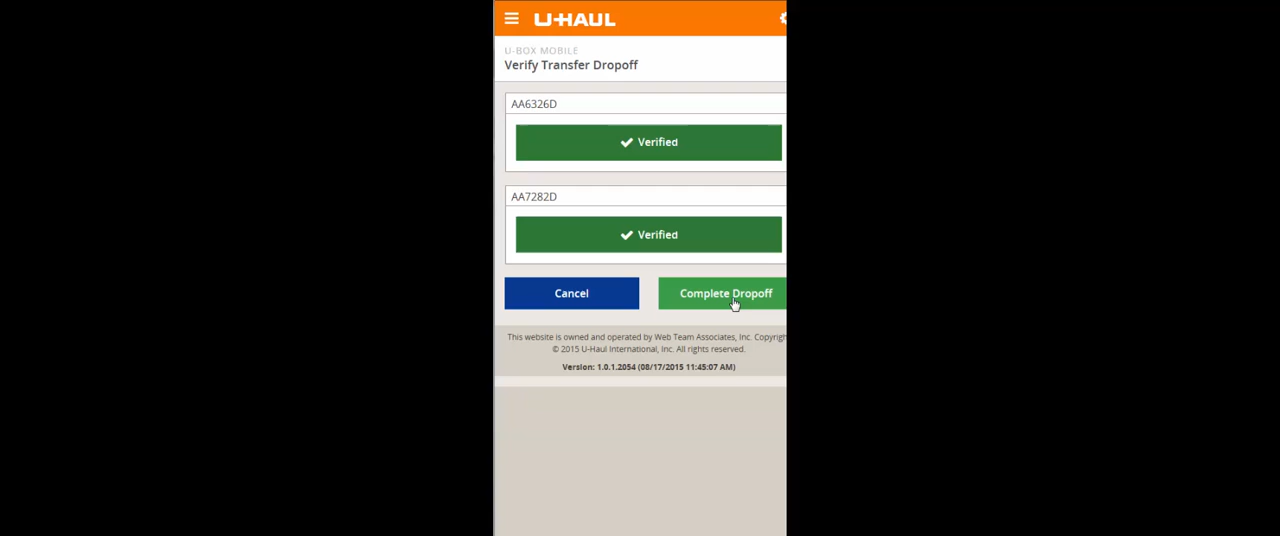 U-HAUL
U-BOX MOBILE
Verify Transfer Dropoff
AA6326D
Verified
AA7282D
Verified
Cancel
Complete Dropoff
This website is owned and operated by Web Team Associates, Inc. Copyrigh
© 2015 U-Haul International, Inc. All rights reserved.
Version: 1.0.1.2054 (08/17/2015 11:45:07 AM)